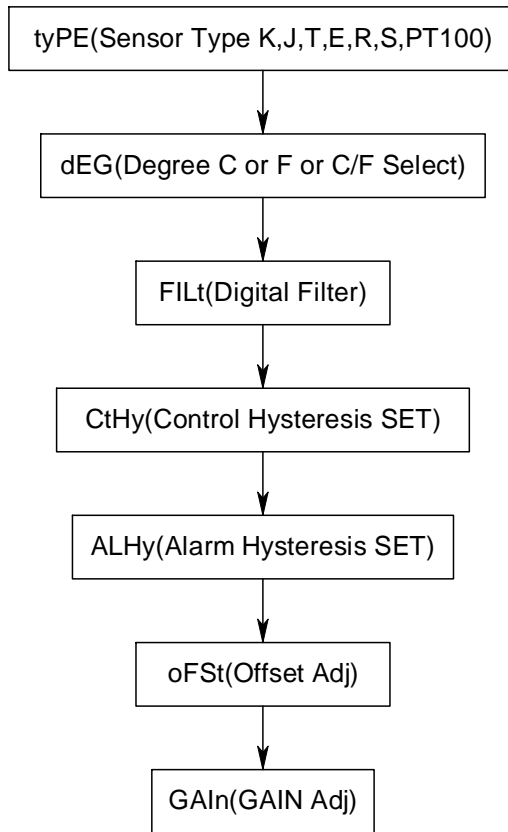 tyPE(Sensor Type K,J,T,E,R,S,PT100)
dEG(Degree C or F or C/F Select)
FILt(Digital Filter)
CtHy(Control Hysteresis SET)
ALHy(Alarm Hysteresis SET)
oFSt(Offset Adj)
GAIn(GAIN Adj)